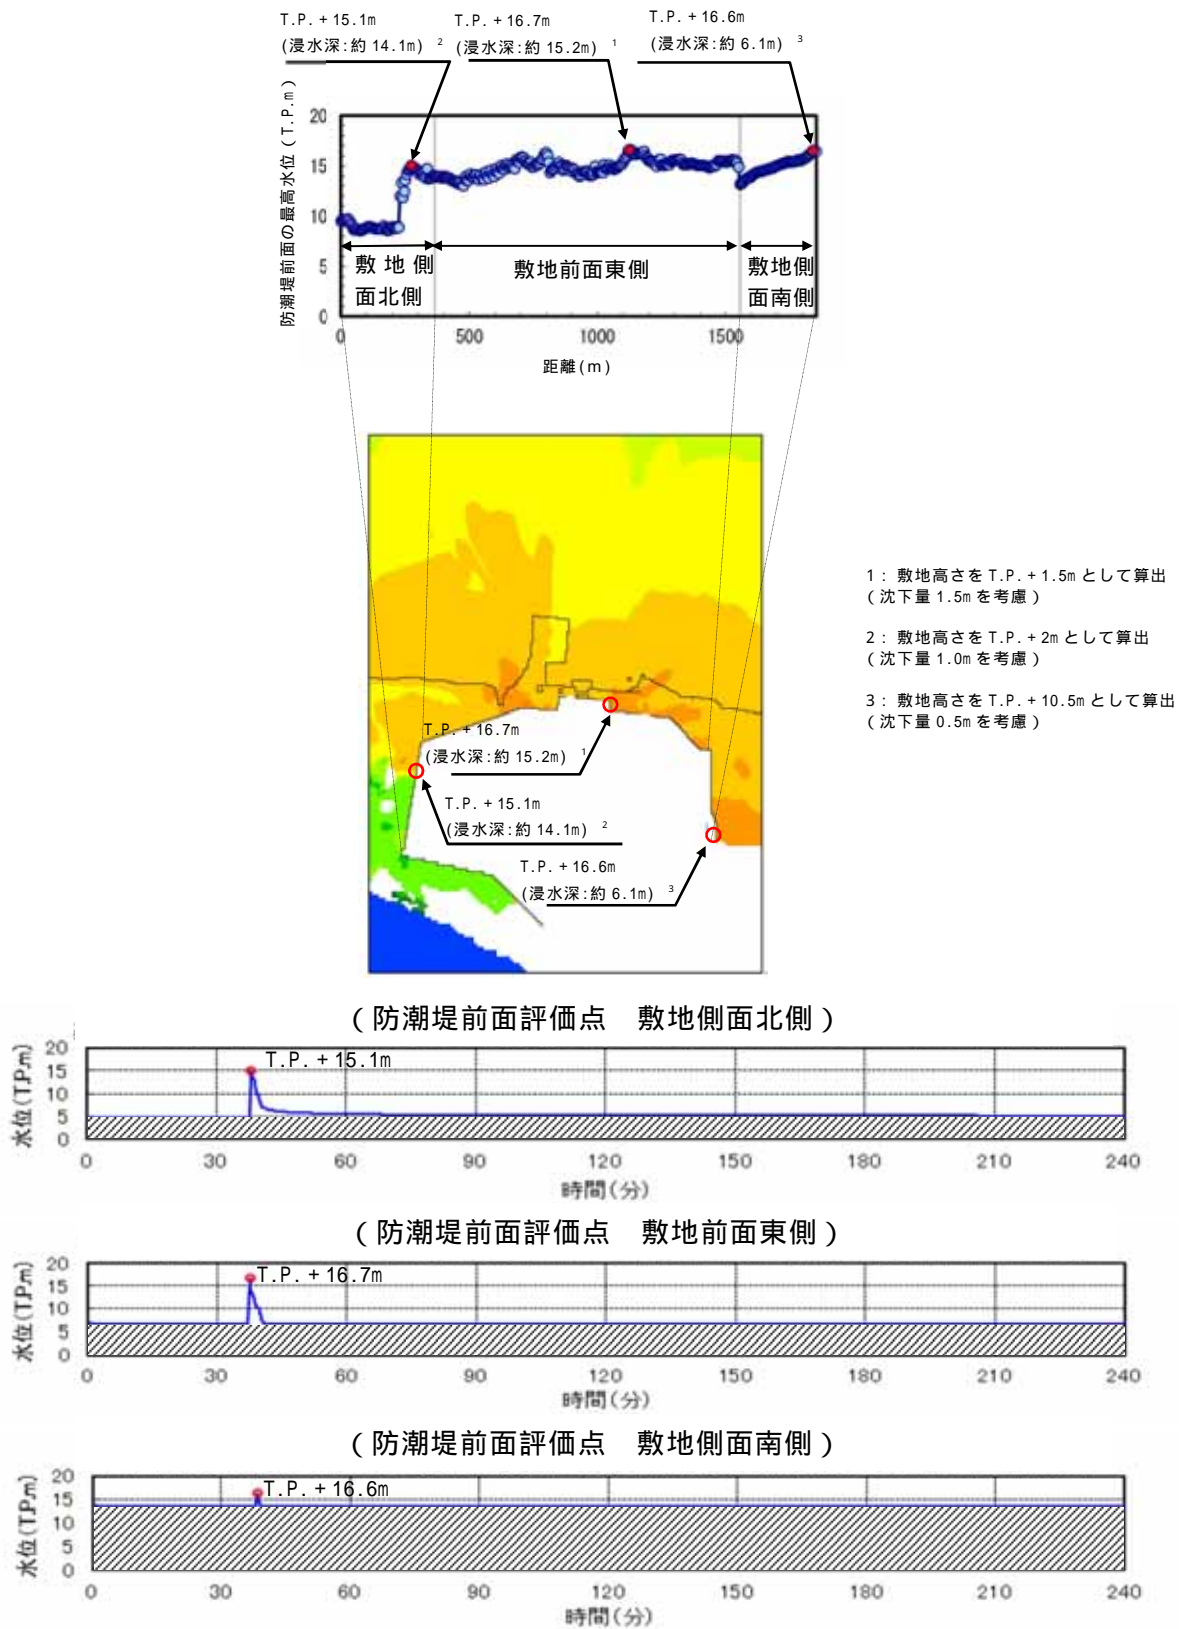 T.P.+15.1m
(浸水深:約14.1m) 2
T.P.+16.7m
(浸水深:約15.2m) 1
T.P.+16.6m
(浸水深:約6.1m) 3
防潮堤前面の最高水位(T.P.m)
20
15
10
5
0
敷地側
面北側
敷地前面東側
敷地側
面南側
0 500 1000 1500
距離(m)
1:敷地高さをT.P.+1.5mとして算出
(沈下量1.5mを考慮)
2:敷地高さをT.P.+2mとして算出
(沈下量1.0mを考慮)
3:敷地高さをT.P.+10.5mとして算出
(沈下量0.5mを考慮)
T.P.+16.7m
(浸水深:約15.2m) 1
T.P.+15.1m
(浸水深:約14.1m) 2
T.P.+16.6m
(浸水深:約6.1m) 3
(防潮堤前面評価点 敷地側面北側)
水位(T.P.m)
20
15
10
5
0
T.P.+15.1m
0 30 60 90 120 150 180 210 240
時間(分)
(防潮堤前面評価点 敷地前面東側)
水位(T.P.m)
20
15
10
5
0
T.P.+16.7m
0 30 60 90 120 150 180 210 240
時間(分)
(防潮堤前面評価点 敷地側面南側)
水位(T.P.m)
20
15
10
5
0
T.P.+16.6m
0 30 60 90 120 150 180 210 240
時間(分)